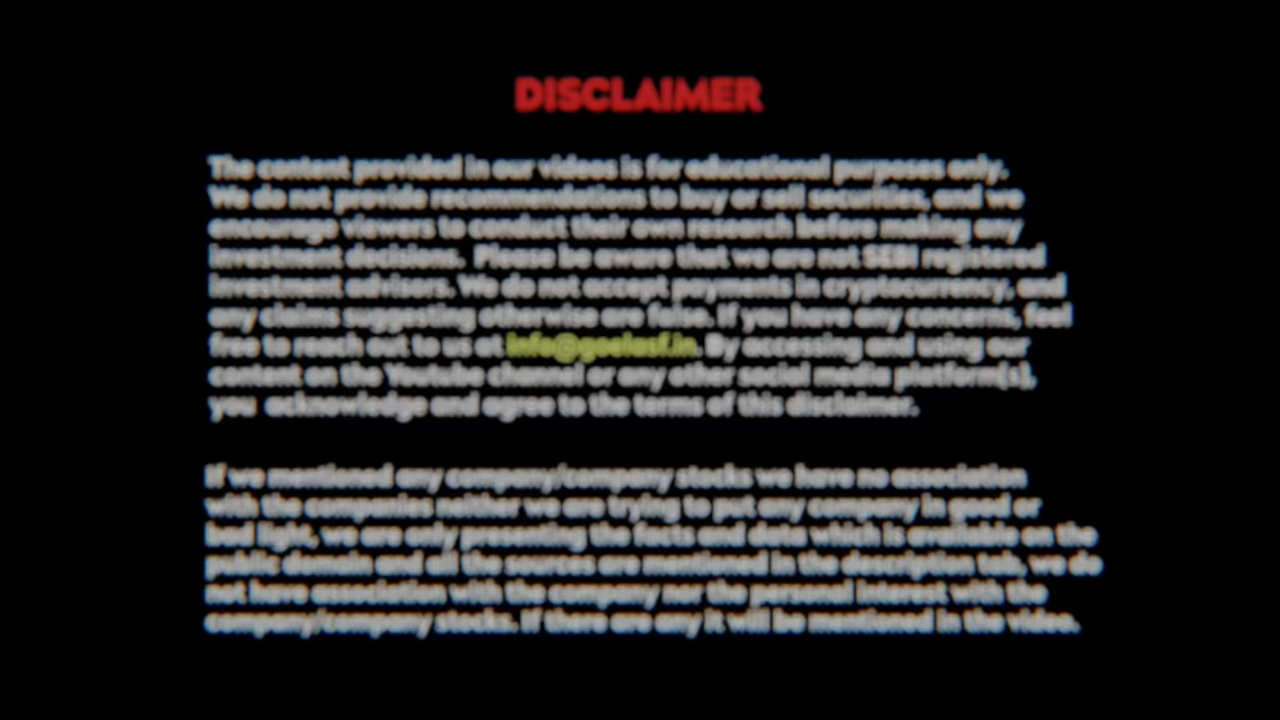 DISCLAIMER
The content provided in our videos is for educational purposes only.
We do not provide recommendations to buy or sell securities, and we
encourage viewers to conduct their own research before making any
investment decisions. Please be aware that we are not SEBI registered
investment advisors. We do not accept payments in cryptocurrency, and
any claims suggesting otherwise are false. If you have any concerns, feel
free to reach out to us at . By accessing and using our
content on the Youtube channel or any other social media platform(s),
you acknowledge and agree to the terms of this disclaimer.
If we mentioned any company/company stocks we have no association
with the companies neither we are trying to put any company in good or
bad light, we are only presenting the facts and data which is available on the
public domain and all the sources are mentioned in the description tab, we do
not have association with the company nor the personal interest with the
company/company stocks. If there are any it will be mentioned in the video.